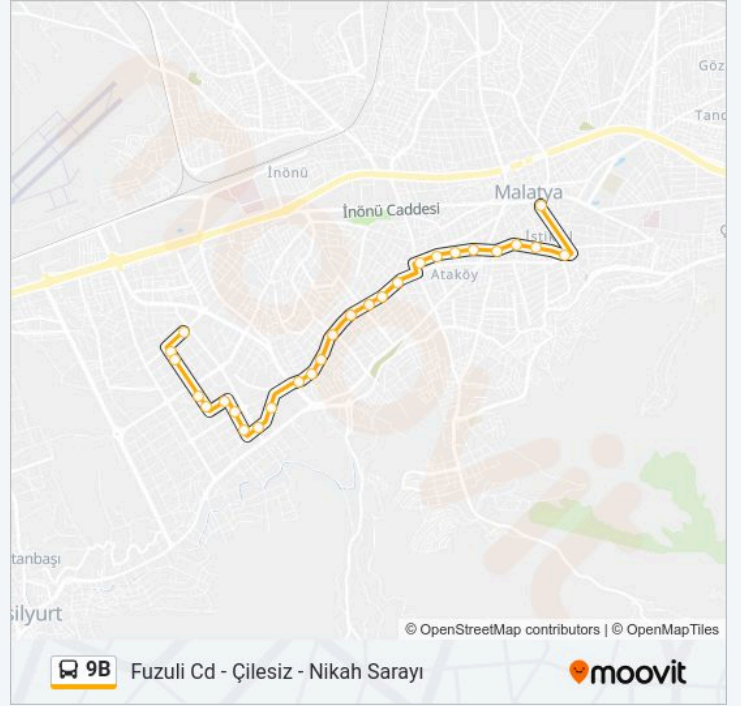 Göz
Tand
İnönü
Malatya
İnönü Caddesi
İstiklal
Ataköy
tanbaşı
şilyurt
© OpenStreetMap contributors | © OpenMapTiles
9B Fuzuli Cd - Çilesiz - Nikah Sarayı
moovit